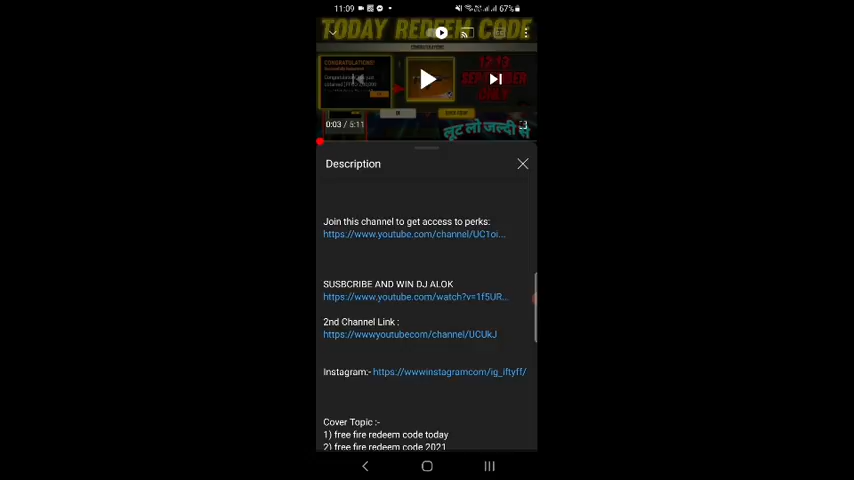 11:09
67%
TODAY REDEEM CODE
CONGRATULATIONS
CONGRATULATIONS!
12-13
SEPTEMBER
ONLY
0:03 / 5:11
लूट लो जल्दी से
Description
Join this channel to get access to perks:
https://www.youtube.com/channel/UC1oi...
SUSBCRIBE AND WIN DJ ALOK
https://www.youtube.com/watch?v=1f5UR...
2nd Channel Link :
https://wwwyoutubecom/channel/UCUkJ
Instagram:- https://wwwinstagramcom/ig_iftyff/
Cover Topic :-
1) free fire redeem code today
2) free fire redeem code 2021